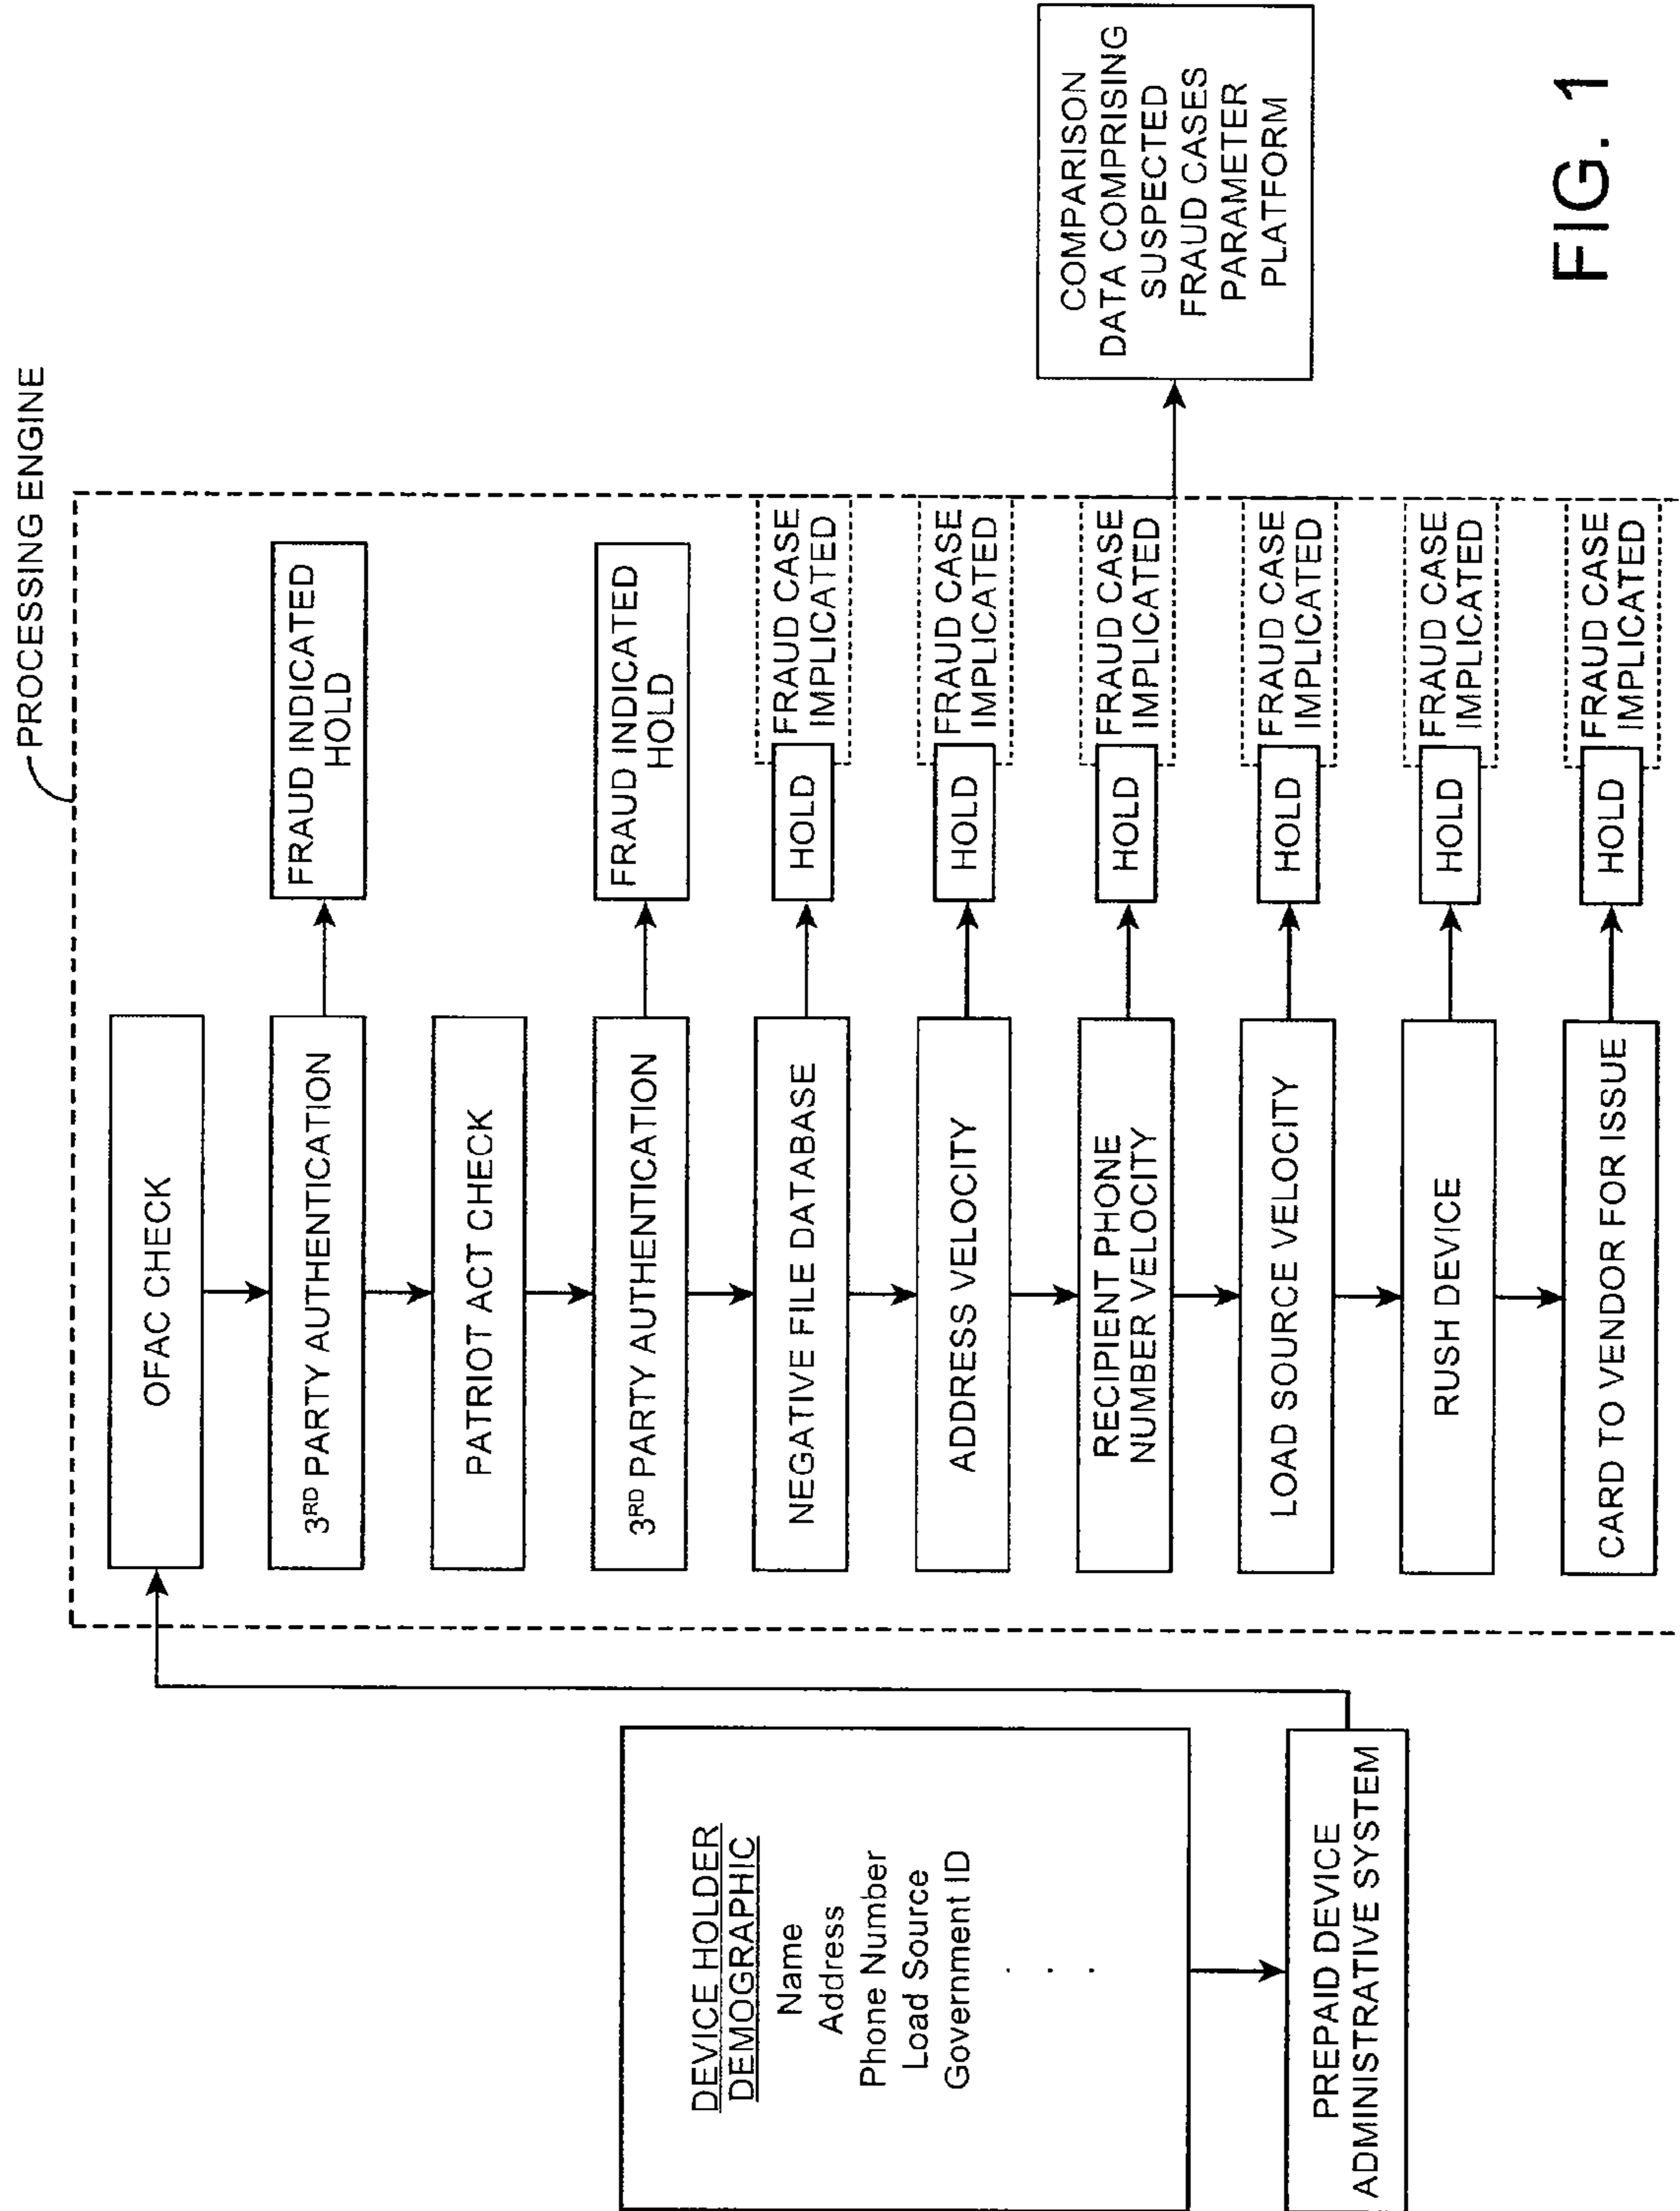 PROCESSING ENGINE
DEVICE HOLDER
DEMOGRAPHIC
Name
Address
Phone Number
Load Source
Government ID
. . .
PREPAID DEVICE
ADMINISTRATIVE SYSTEM
OFAC CHECK
3RD PARTY AUTHENTICATION
FRAUD INDICATED
HOLD
PATRIOT ACT CHECK
3RD PARTY AUTHENTICATION
FRAUD INDICATED
HOLD
NEGATIVE FILE DATABASE
HOLD
FRAUD CASE
IMPLICATED
ADDRESS VELOCITY
HOLD
FRAUD CASE
IMPLICATED
RECIPIENT PHONE
NUMBER VELOCITY
HOLD
FRAUD CASE
IMPLICATED
LOAD SOURCE VELOCITY
HOLD
FRAUD CASE
IMPLICATED
RUSH DEVICE
HOLD
FRAUD CASE
IMPLICATED
CARD TO VENDOR FOR ISSUE
HOLD
FRAUD CASE
IMPLICATED
COMPARISON
DATA COMPRISING
SUSPECTED
FRAUD CASES
PARAMETER
PLATFORM
FIG. 1